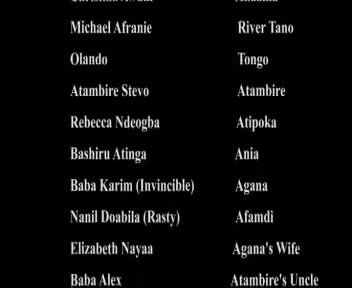 Michael Afranie River Tano
Olando Tongo
Atambire Stevo Atambire
Rebecca Ndeogba Atipoka
Bashiru Atinga Ania
Baba Karim (Invincible) Agana
Nanil Doabila (Rasty) Afamdi
Elizabeth Nayaa Agana's Wife
Baba Alex Atambire's Uncle